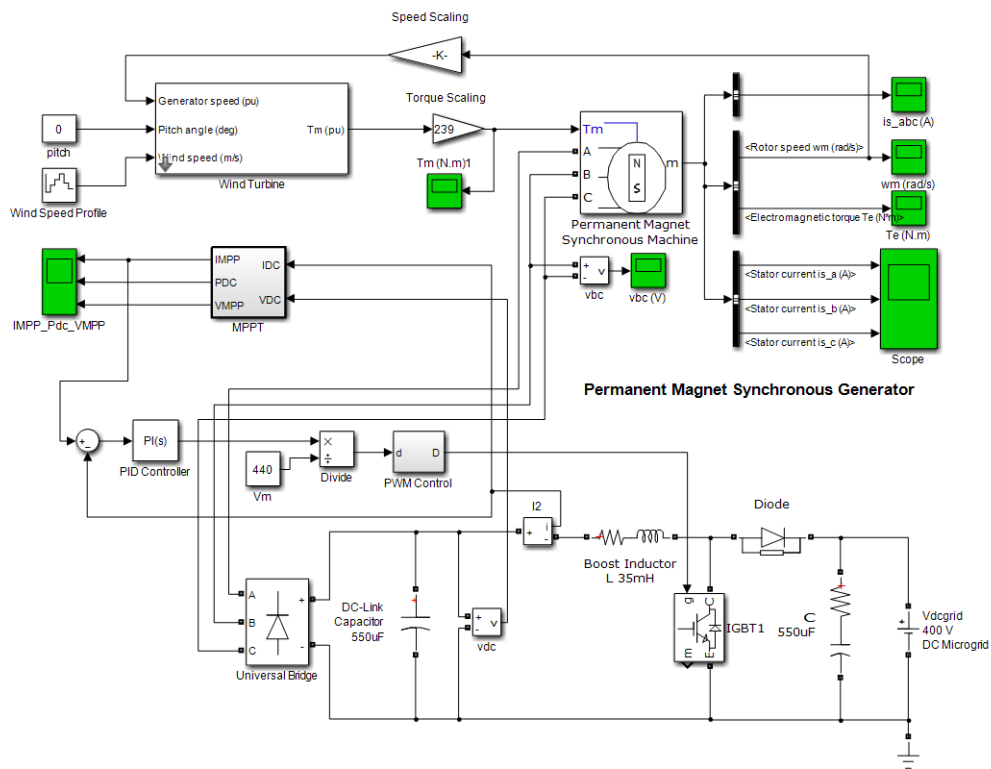 Speed Scaling
-K-
Generator speed (pu)
Pitch angle (deg)
Wind speed (m/s)
Tm (pu)
Wind Turbine
0
pitch
Wind Speed Profile
Torque Scaling
239
Tm (N.m)1
Tm
A
B
C
m
N
S
Permanent Magnet
Synchronous Machine
is_abc (A)
<Rotor speed wm (rad/s)>
wm (rad/s)
<Electromagnetic torque Te (N*m)>
Te (N.m)
<Stator current is_a (A)>
<Stator current is_b (A)>
<Stator current is_c (A)>
Scope
+
-
v
vbc
vbc (V)
IMPP
PDC
VMPP
IDC
VDC
MPPT
IMPP_Pdc_VMPP
Permanent Magnet Synchronous Generator
+
-
PI(s)
PID Controller
440
Vm
×
÷
Divide
d
D
PWM Control
I2
+
i
-
Boost Inductor
L 35mH
Diode
A
B
C
+
-
Universal Bridge
DC-Link
Capacitor
550uF
+
-
v
vdc
g
C
m
E
IGBT1
C
550uF
+
Vdcgrid
400 V
DC Microgrid